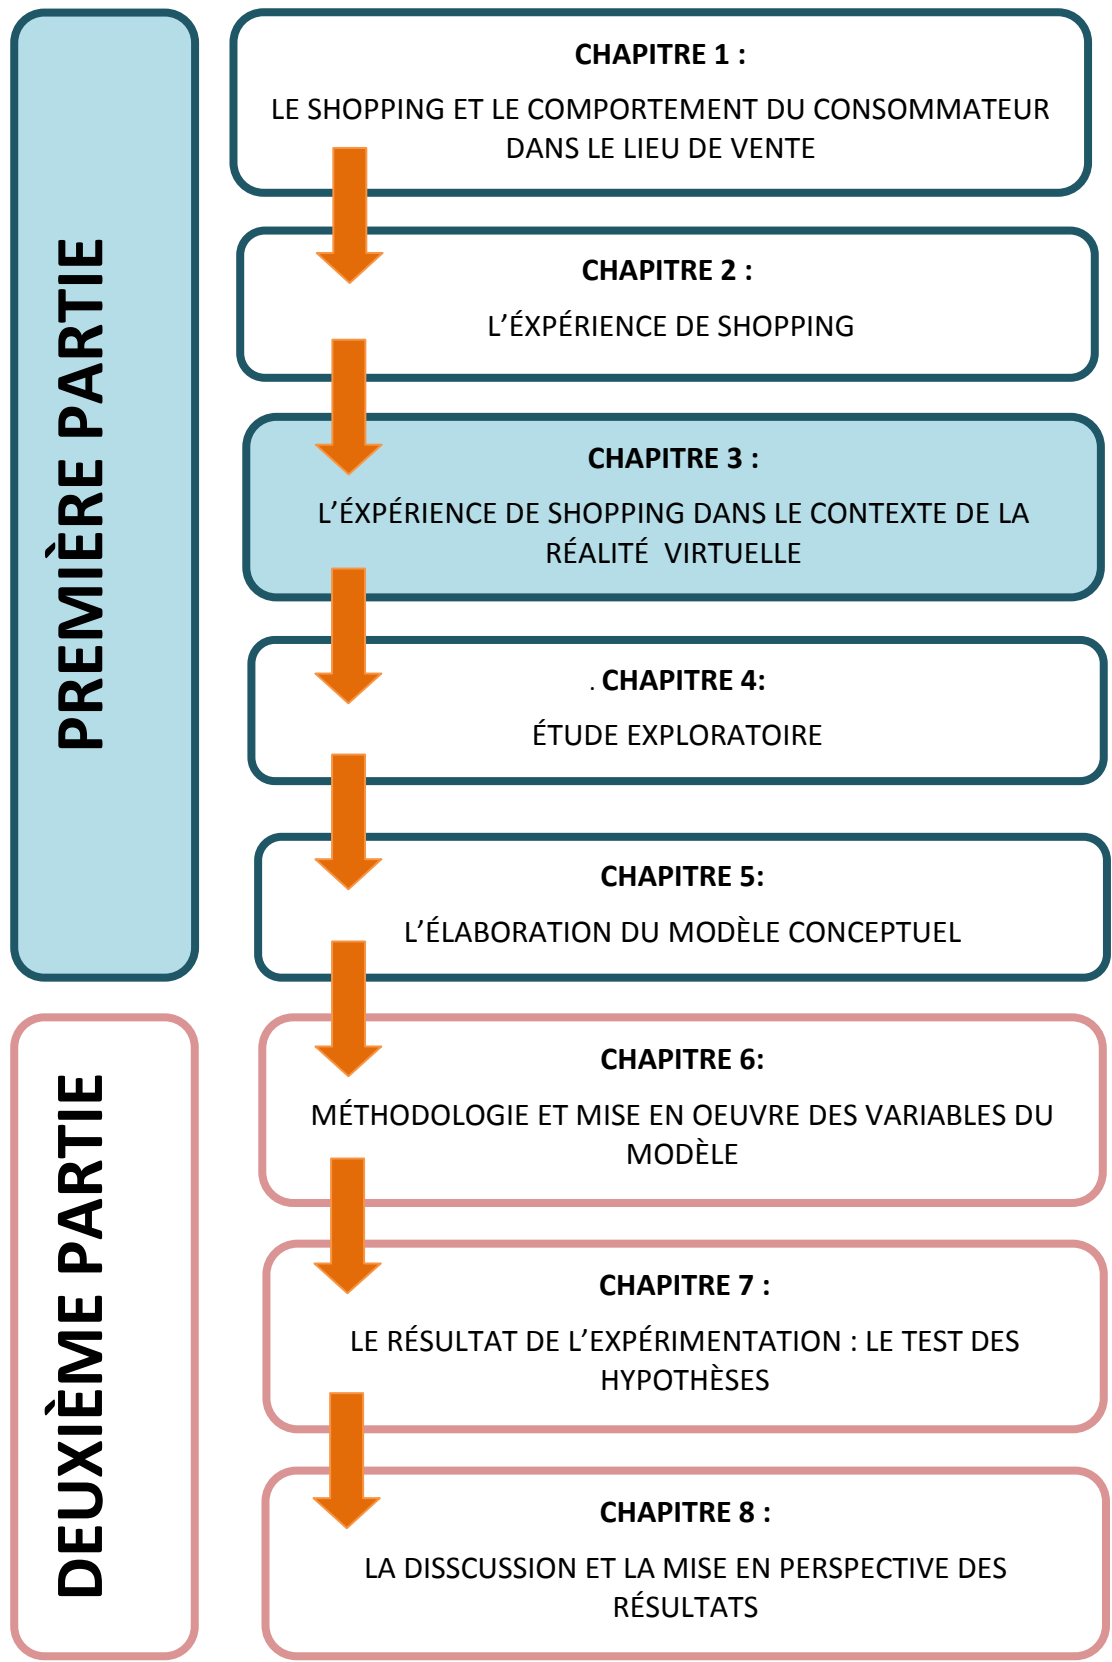 PREMIÈRE PARTIE
CHAPITRE 1 :
LE SHOPPING ET LE COMPORTEMENT DU CONSOMMATEUR
DANS LE LIEU DE VENTE
CHAPITRE 2 :
L’ÉXPÉRIENCE DE SHOPPING
CHAPITRE 3 :
L’ÉXPÉRIENCE DE SHOPPING DANS LE CONTEXTE DE LA
RÉALITÉ VIRTUELLE
. CHAPITRE 4:
ÉTUDE EXPLORATOIRE
CHAPITRE 5:
L’ÉLABORATION DU MODÈLE CONCEPTUEL
DEUXIÈME PARTIE
CHAPITRE 6:
MÉTHODOLOGIE ET MISE EN OEUVRE DES VARIABLES DU
MODÈLE
CHAPITRE 7 :
LE RÉSULTAT DE L’EXPÉRIMENTATION : LE TEST DES
HYPOTHÈSES
CHAPITRE 8 :
LA DISSCUSSION ET LA MISE EN PERSPECTIVE DES
RÉSULTATS